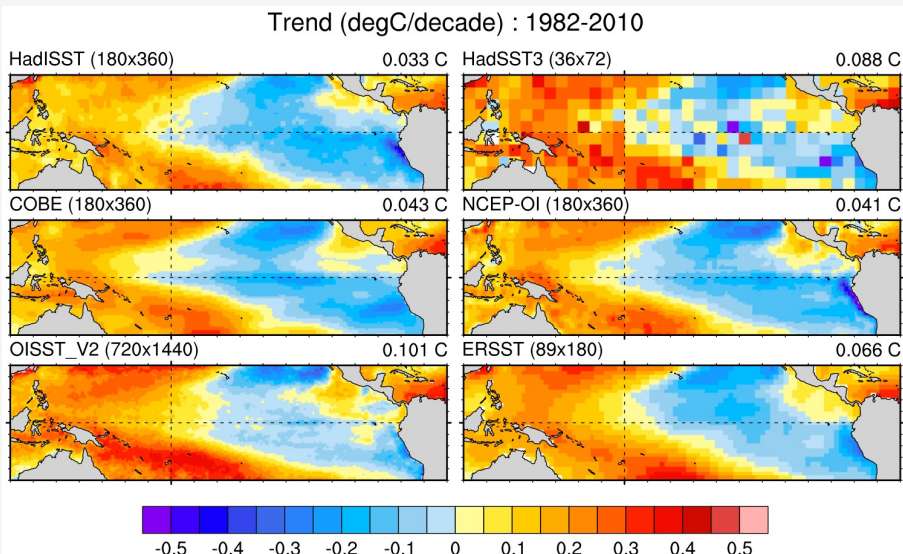 Trend (degC/decade) : 1982-2010
HadISST (180x360) 0.033 C
HadSST3 (36x72) 0.088 C
COBE (180x360) 0.043 C
NCEP-OI (180x360) 0.041 C
OISST_V2 (720x1440) 0.101 C
ERSST (89x180) 0.066 C
-0.5 -0.4 -0.3 -0.2 -0.1 0 0.1 0.2 0.3 0.4 0.5